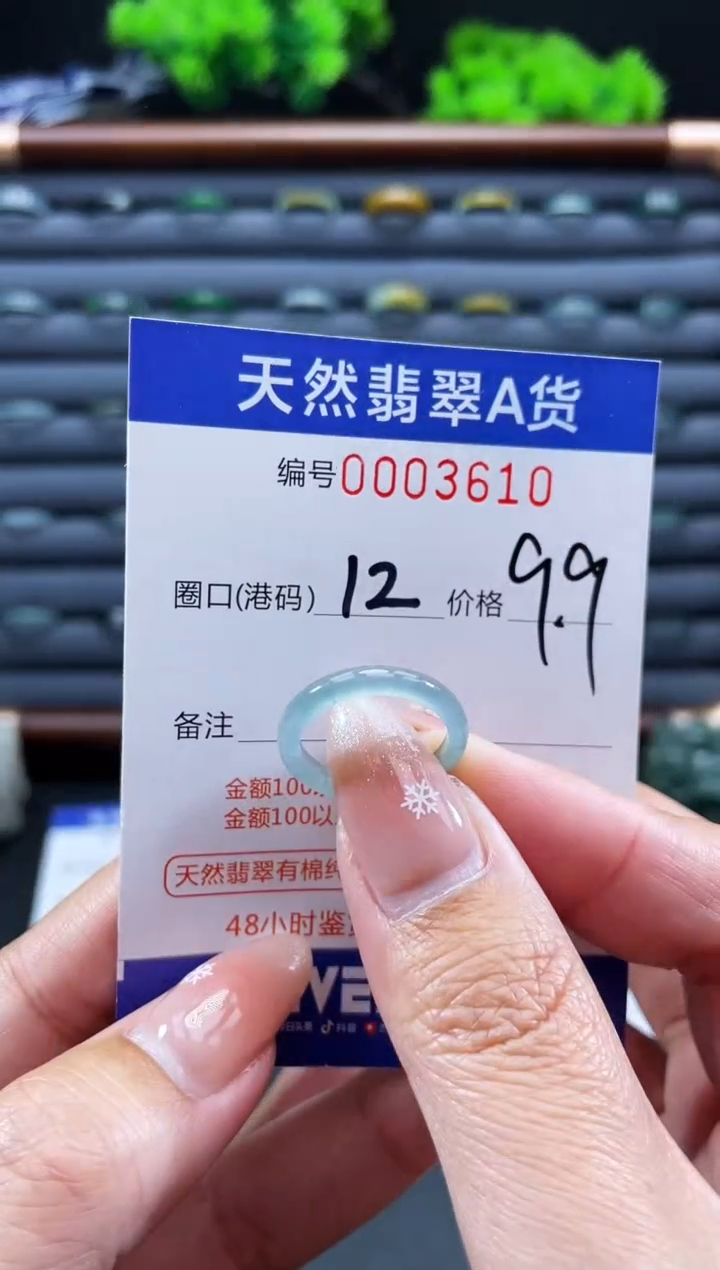 天然翡翠A货
编号0003610
圈口(港码) 12 价格 9.9
备注
金额100
金额100以
天然翡翠有棉
48小时鉴
抖音